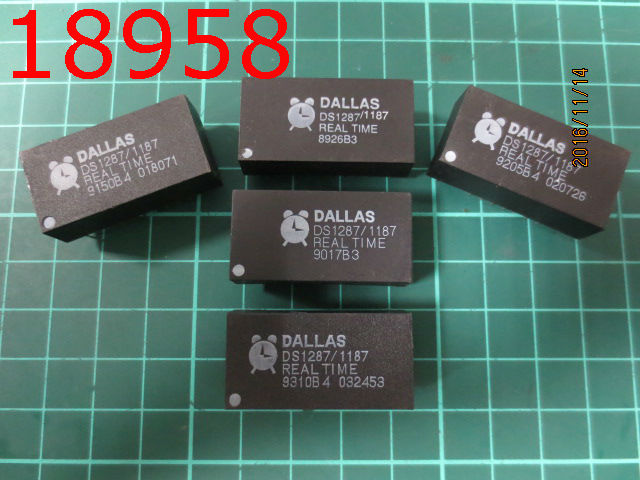 18958
DALLAS
DS1287/1187
REAL TIME
9150B4 018071
DALLAS
DS1287/1187
REAL TIME
8926B3
DALLAS
DS1287/1187
REAL TIME
9205B4 020726
2016/11/14
DALLAS
DS1287/1187
REAL TIME
9017B3
DALLAS
DS1287/1187
REAL TIME
9310B4 032453